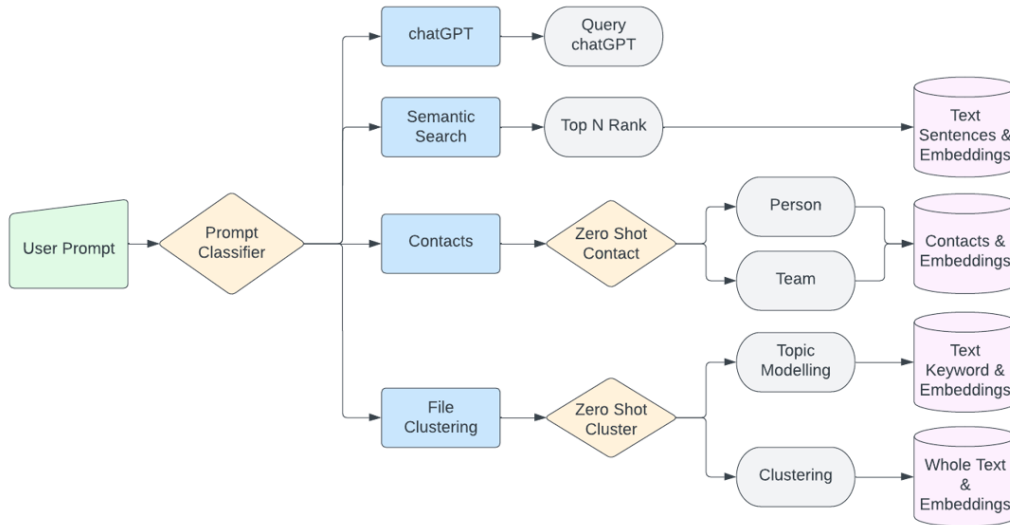 chatGPT
Query
chatGPT
Semantic
Search
Top N Rank
Text
Sentences &
Embeddings
User Prompt
Prompt
Classifier
Contacts
Zero Shot
Contact
Person
Team
Contacts &
Embeddings
File
Clustering
Zero Shot
Cluster
Topic
Modelling
Text
Keyword &
Embeddings
Clustering
Whole Text
&
Embeddings